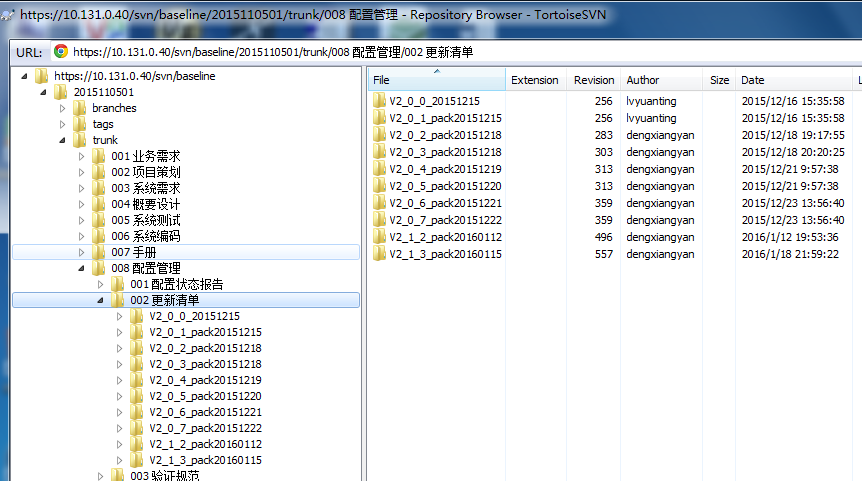 https://10.131.0.40/svn/baseline/2015110501/trunk/008 配置管理 - Repository Browser - TortoiseSVN
URL: https://10.131.0.40/svn/baseline/2015110501/trunk/008 配置管理/002 更新清单
https://10.131.0.40/svn/baseline
2015110501
branches
tags
trunk
001 业务需求
002 项目策划
003 系统需求
004 概要设计
005 系统测试
006 系统编码
007 手册
008 配置管理
001 配置状态报告
002 更新清单
V2_0_0_20151215
V2_0_1_pack20151215
V2_0_2_pack20151218
V2_0_3_pack20151218
V2_0_4_pack20151219
V2_0_5_pack20151220
V2_0_6_pack20151221
V2_0_7_pack20151222
V2_1_2_pack20160112
V2_1_3_pack20160115
003 验证规范
File Extension Revision Author Size Date L
V2_0_0_20151215 256 lvyuanting 2015/12/16 15:35:58
V2_0_1_pack20151215 256 lvyuanting 2015/12/16 15:35:58
V2_0_2_pack20151218 283 dengxiangyan 2015/12/18 19:17:55
V2_0_3_pack20151218 303 dengxiangyan 2015/12/18 20:20:25
V2_0_4_pack20151219 313 dengxiangyan 2015/12/21 9:57:38
V2_0_5_pack20151220 313 dengxiangyan 2015/12/21 9:57:38
V2_0_6_pack20151221 359 dengxiangyan 2015/12/23 13:56:40
V2_0_7_pack20151222 359 dengxiangyan 2015/12/23 13:56:40
V2_1_2_pack20160112 496 dengxiangyan 2016/1/12 19:53:36
V2_1_3_pack20160115 557 dengxiangyan 2016/1/18 21:59:22